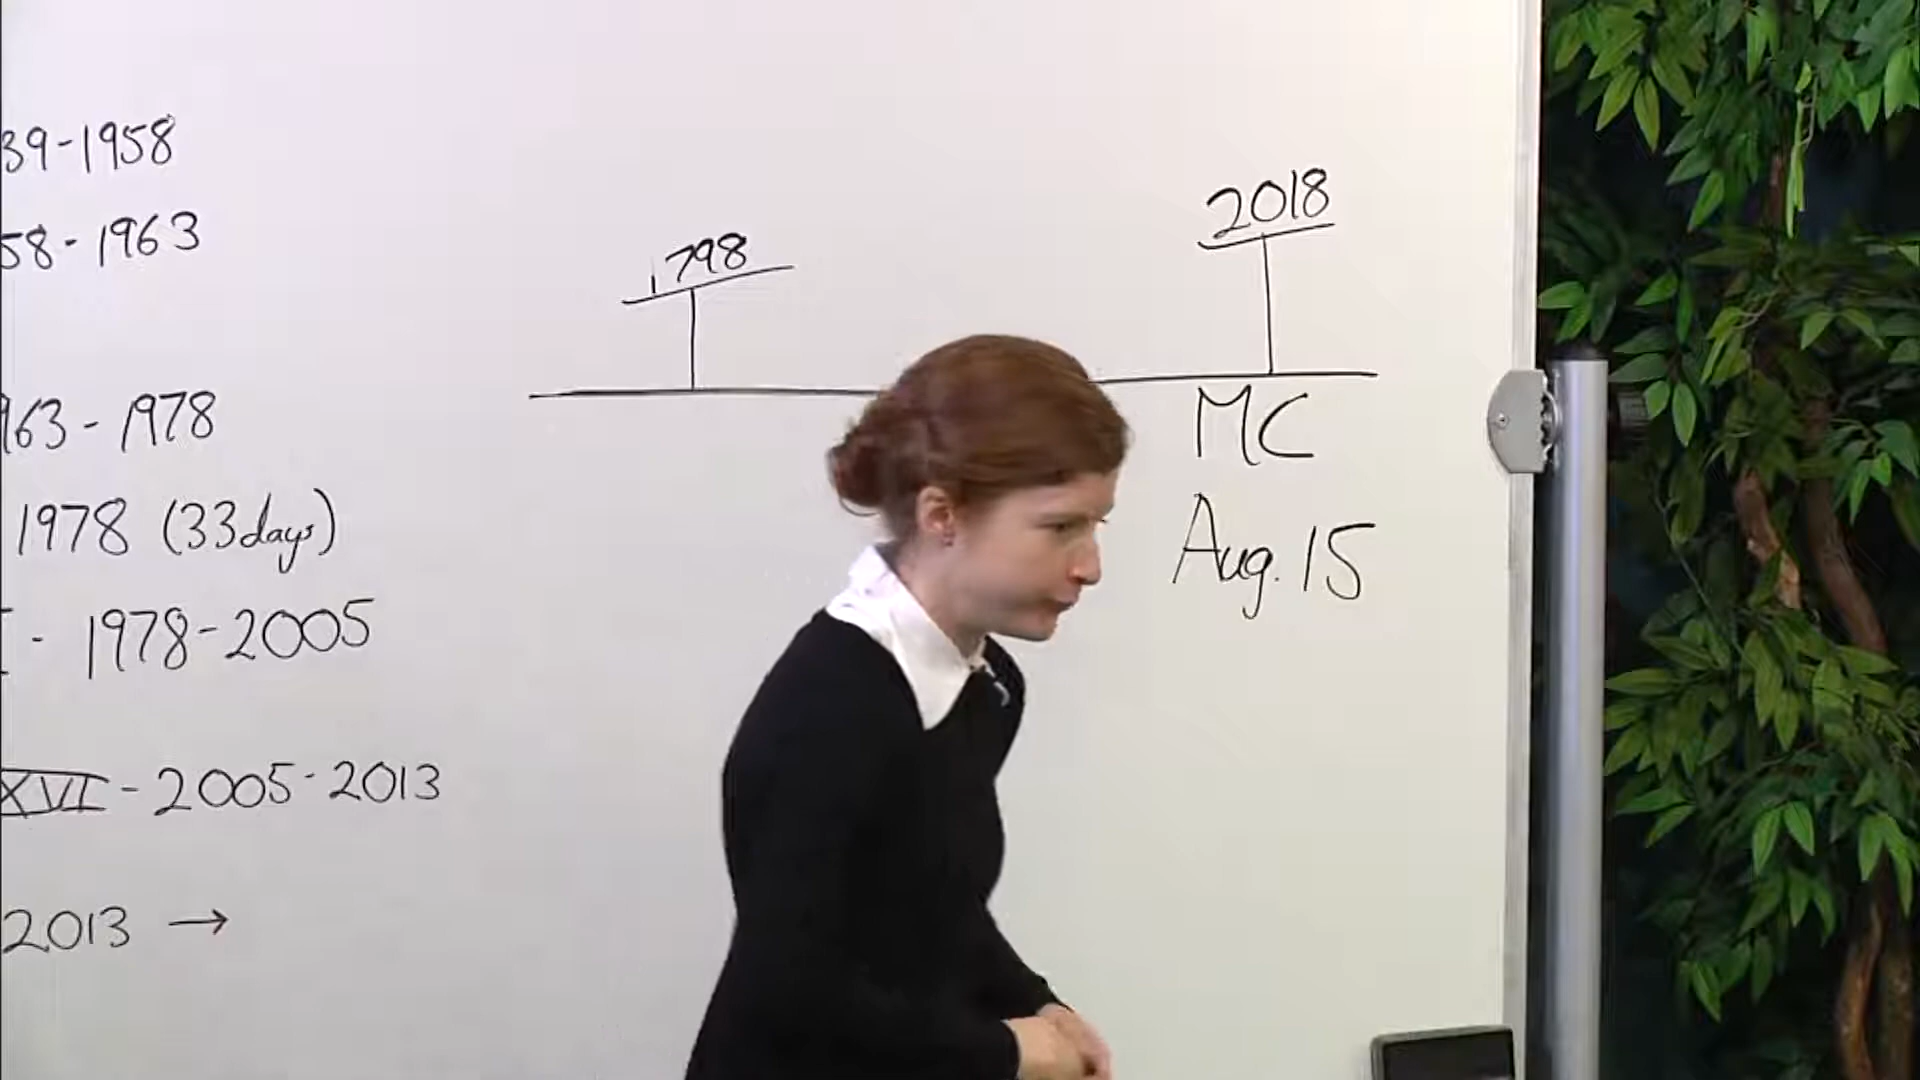 39-1958
58-1963
963-1978
1978 (33days)
I - 1978-2005
XVI - 2005-2013
2013 →
1798
2018
MC
Aug. 15